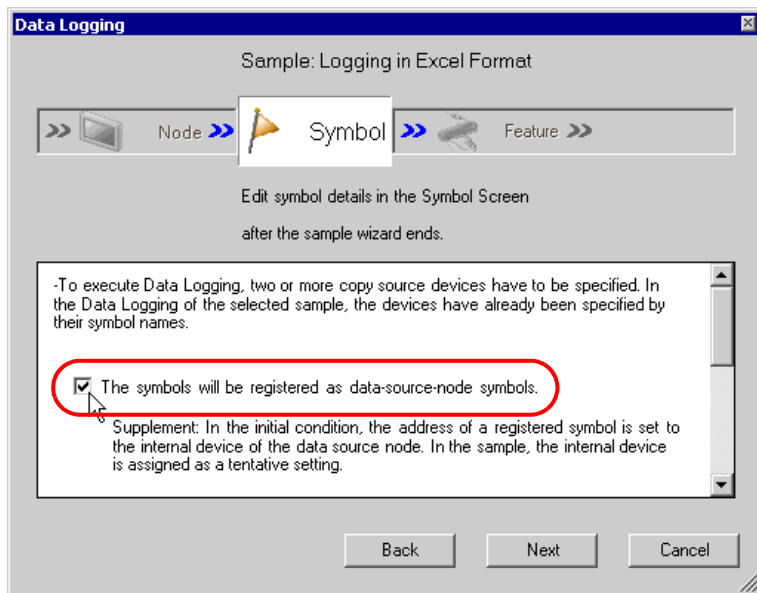 Data Logging
Sample: Logging in Excel Format
Node
Symbol
Feature
Edit symbol details in the Symbol Screen
after the sample wizard ends.
-To execute Data Logging, two or more copy source devices have to be specified. In
the Data Logging of the selected sample, the devices have already been specified by
their symbol names.
The symbols will be registered as data-source-node symbols.
Supplement: In the initial condition, the address of a registered symbol is set to
the internal device of the data source node. In the sample, the internal device
is assigned as a tentative setting.
Back Next Cancel